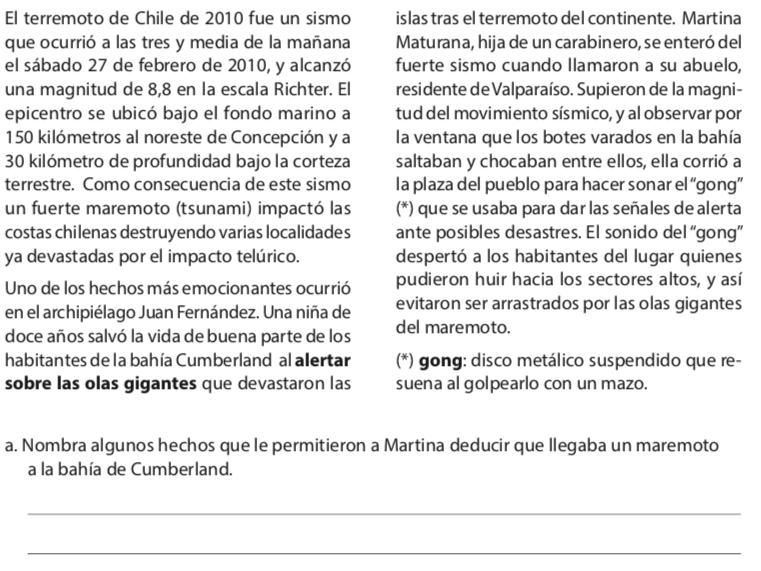 El terremoto de Chile de 2010 fue un sismo
que ocurrió a las tres y media de la mañana
el sábado 27 de febrero de 2010, y alcanzó
una magnitud de 8,8 en la escala Richter. El
epicentro se ubicó bajo el fondo marino a
150 kilómetros al noreste de Concepción y a
30 kilómetro de profundidad bajo la corteza
terrestre. Como consecuencia de este sismo
un fuerte maremoto (tsunami) impactó las
costas chilenas destruyendo varias localidades
ya devastadas por el impacto telúrico.
Uno de los hechos más emocionantes ocurrió
en el archipiélago Juan Fernández. Una niña de
doce años salvó la vida de buena parte de los
habitantes de la bahía Cumberland al alertar
sobre las olas gigantes que devastaron las
islas tras el terremoto del continente. Martina
Maturana, hija de un carabinero, se enteró del
fuerte sismo cuando llamaron a su abuelo,
residente de Valparaíso. Supieron de la magni-
tud del movimiento sísmico, y al observar por
la ventana que los botes varados en la bahía
saltaban y chocaban entre ellos, ella corrió a
la plaza del pueblo para hacer sonar el “gong”
(*) que se usaba para dar las señales de alerta
ante posibles desastres. El sonido del “gong”
despertó a los habitantes del lugar quienes
pudieron huir hacia los sectores altos, y así
evitaron ser arrastrados por las olas gigantes
del maremoto.
(*) gong: disco metálico suspendido que re-
suena al golpearlo con un mazo.
a. Nombra algunos hechos que le permitieron a Martina deducir que llegaba un maremoto
a la bahía de Cumberland.